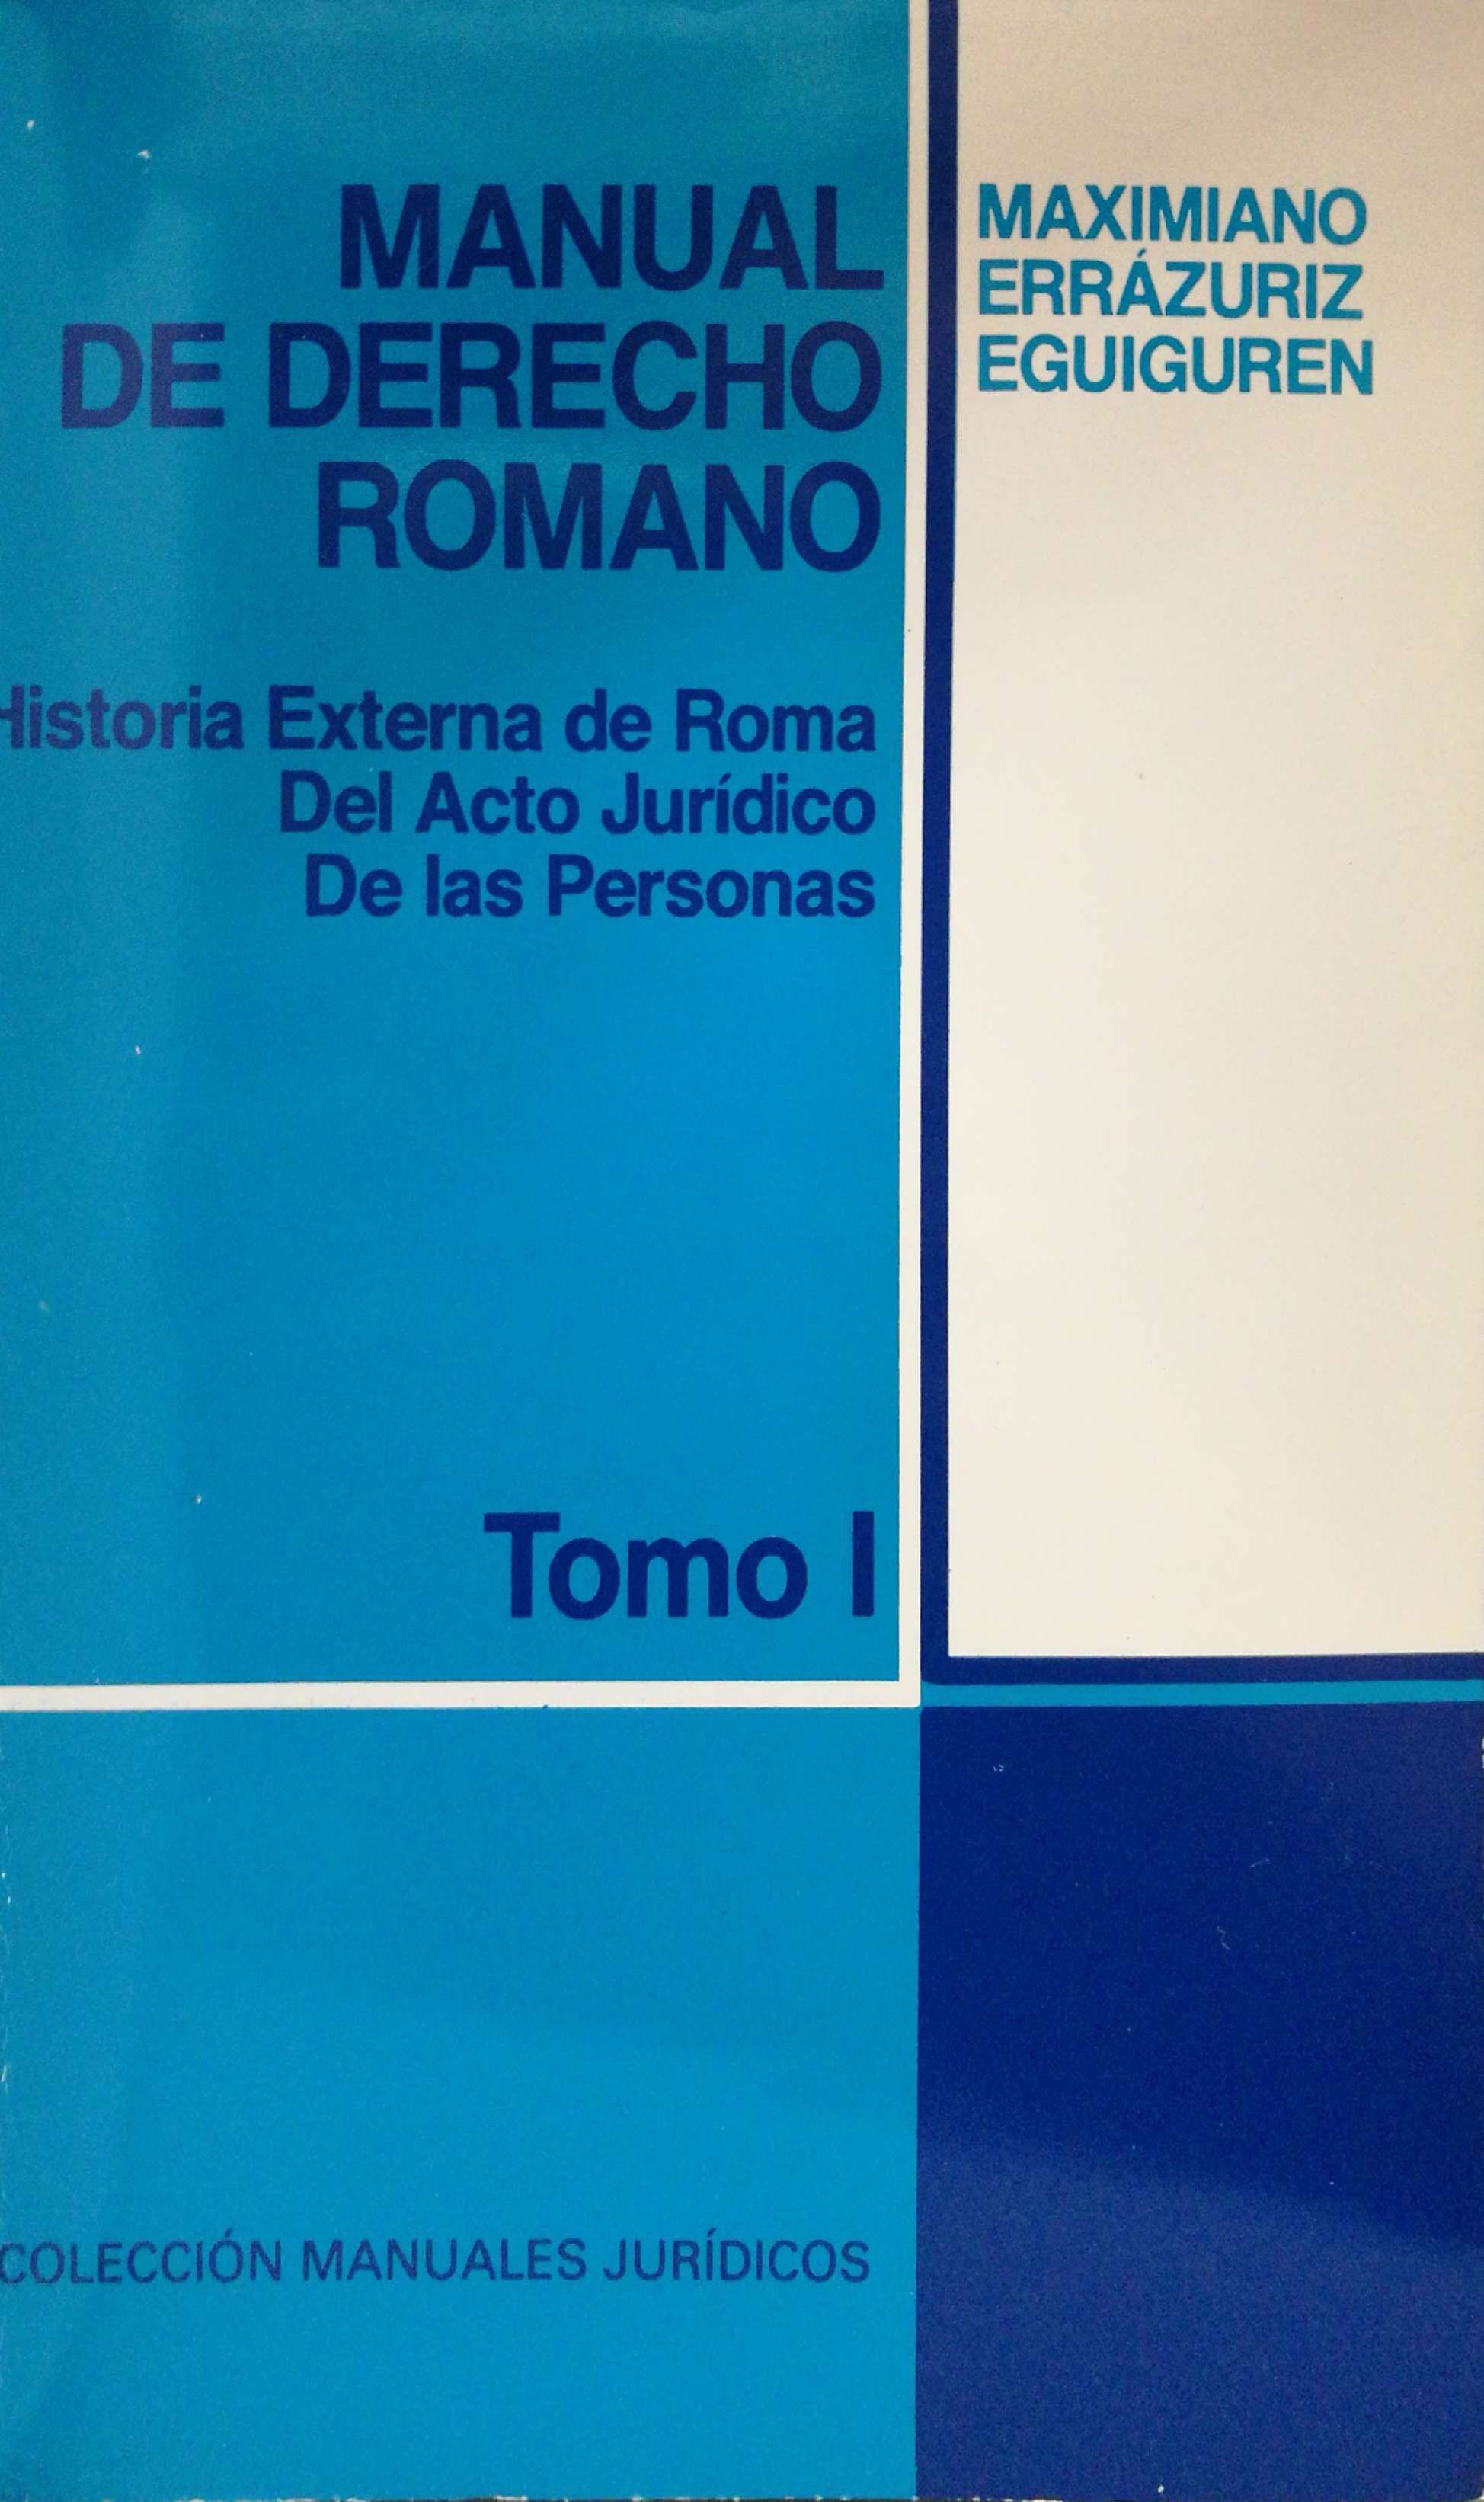 MANUAL
DE DERECHO
ROMANO
Historia Externa de Roma
Del Acto Jurídico
De las Personas
Tomo I
COLECCIÓN MANUALES JURÍDICOS
MAXIMIANO
ERRÁZURIZ
EGUIGUREN